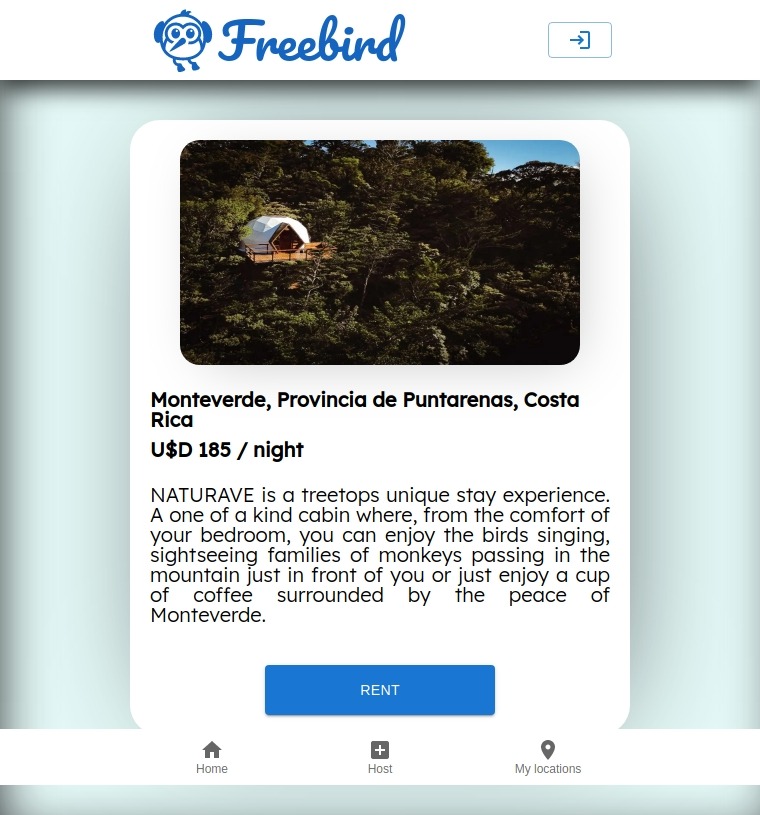 Freebird
Monteverde, Provincia de Puntarenas, Costa
Rica
U$D 185 / night
NATURAVE is a treetops unique stay experience.
A one of a kind cabin where, from the comfort of
your bedroom, you can enjoy the birds singing,
sightseeing families of monkeys passing in the
mountain just in front of you or just enjoy a cup
of coffee surrounded by the peace of
Monteverde.
RENT
Home
Host
My locations